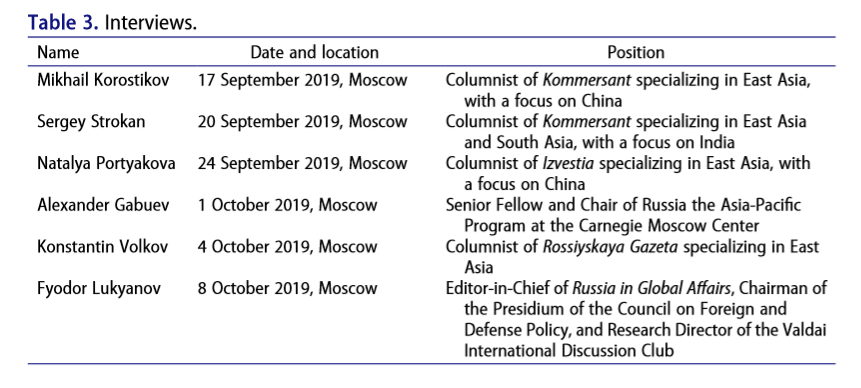 Table 3. Interviews.
Name Date and location Position
Mikhail Korostikov 17 September 2019, Moscow Columnist of Kommersant specializing in East Asia,
with a focus on China
Sergey Strokan 20 September 2019, Moscow Columnist of Kommersant specializing in East Asia
and South Asia, with a focus on India
Natalya Portyakova 24 September 2019, Moscow Columnist of Izvestia specializing in East Asia, with
a focus on China
Alexander Gabuev 1 October 2019, Moscow Senior Fellow and Chair of Russia the Asia-Pacific
Program at the Carnegie Moscow Center
Konstantin Volkov 4 October 2019, Moscow Columnist of Rossiyskaya Gazeta specializing in East
Asia
Fyodor Lukyanov 8 October 2019, Moscow Editor-in-Chief of Russia in Global Affairs, Chairman of
the Presidium of the Council on Foreign and
Defense Policy, and Research Director of the Valdai
International Discussion Club